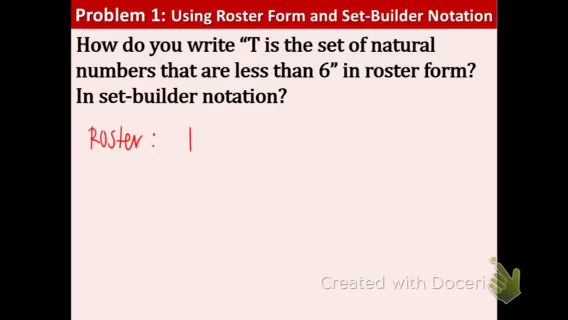 Problem 1: Using Roster Form and Set-Builder Notation
How do you write “T is the set of natural
numbers that are less than 6” in roster form?
In set-builder notation?
Roster: |
Created with Doceri